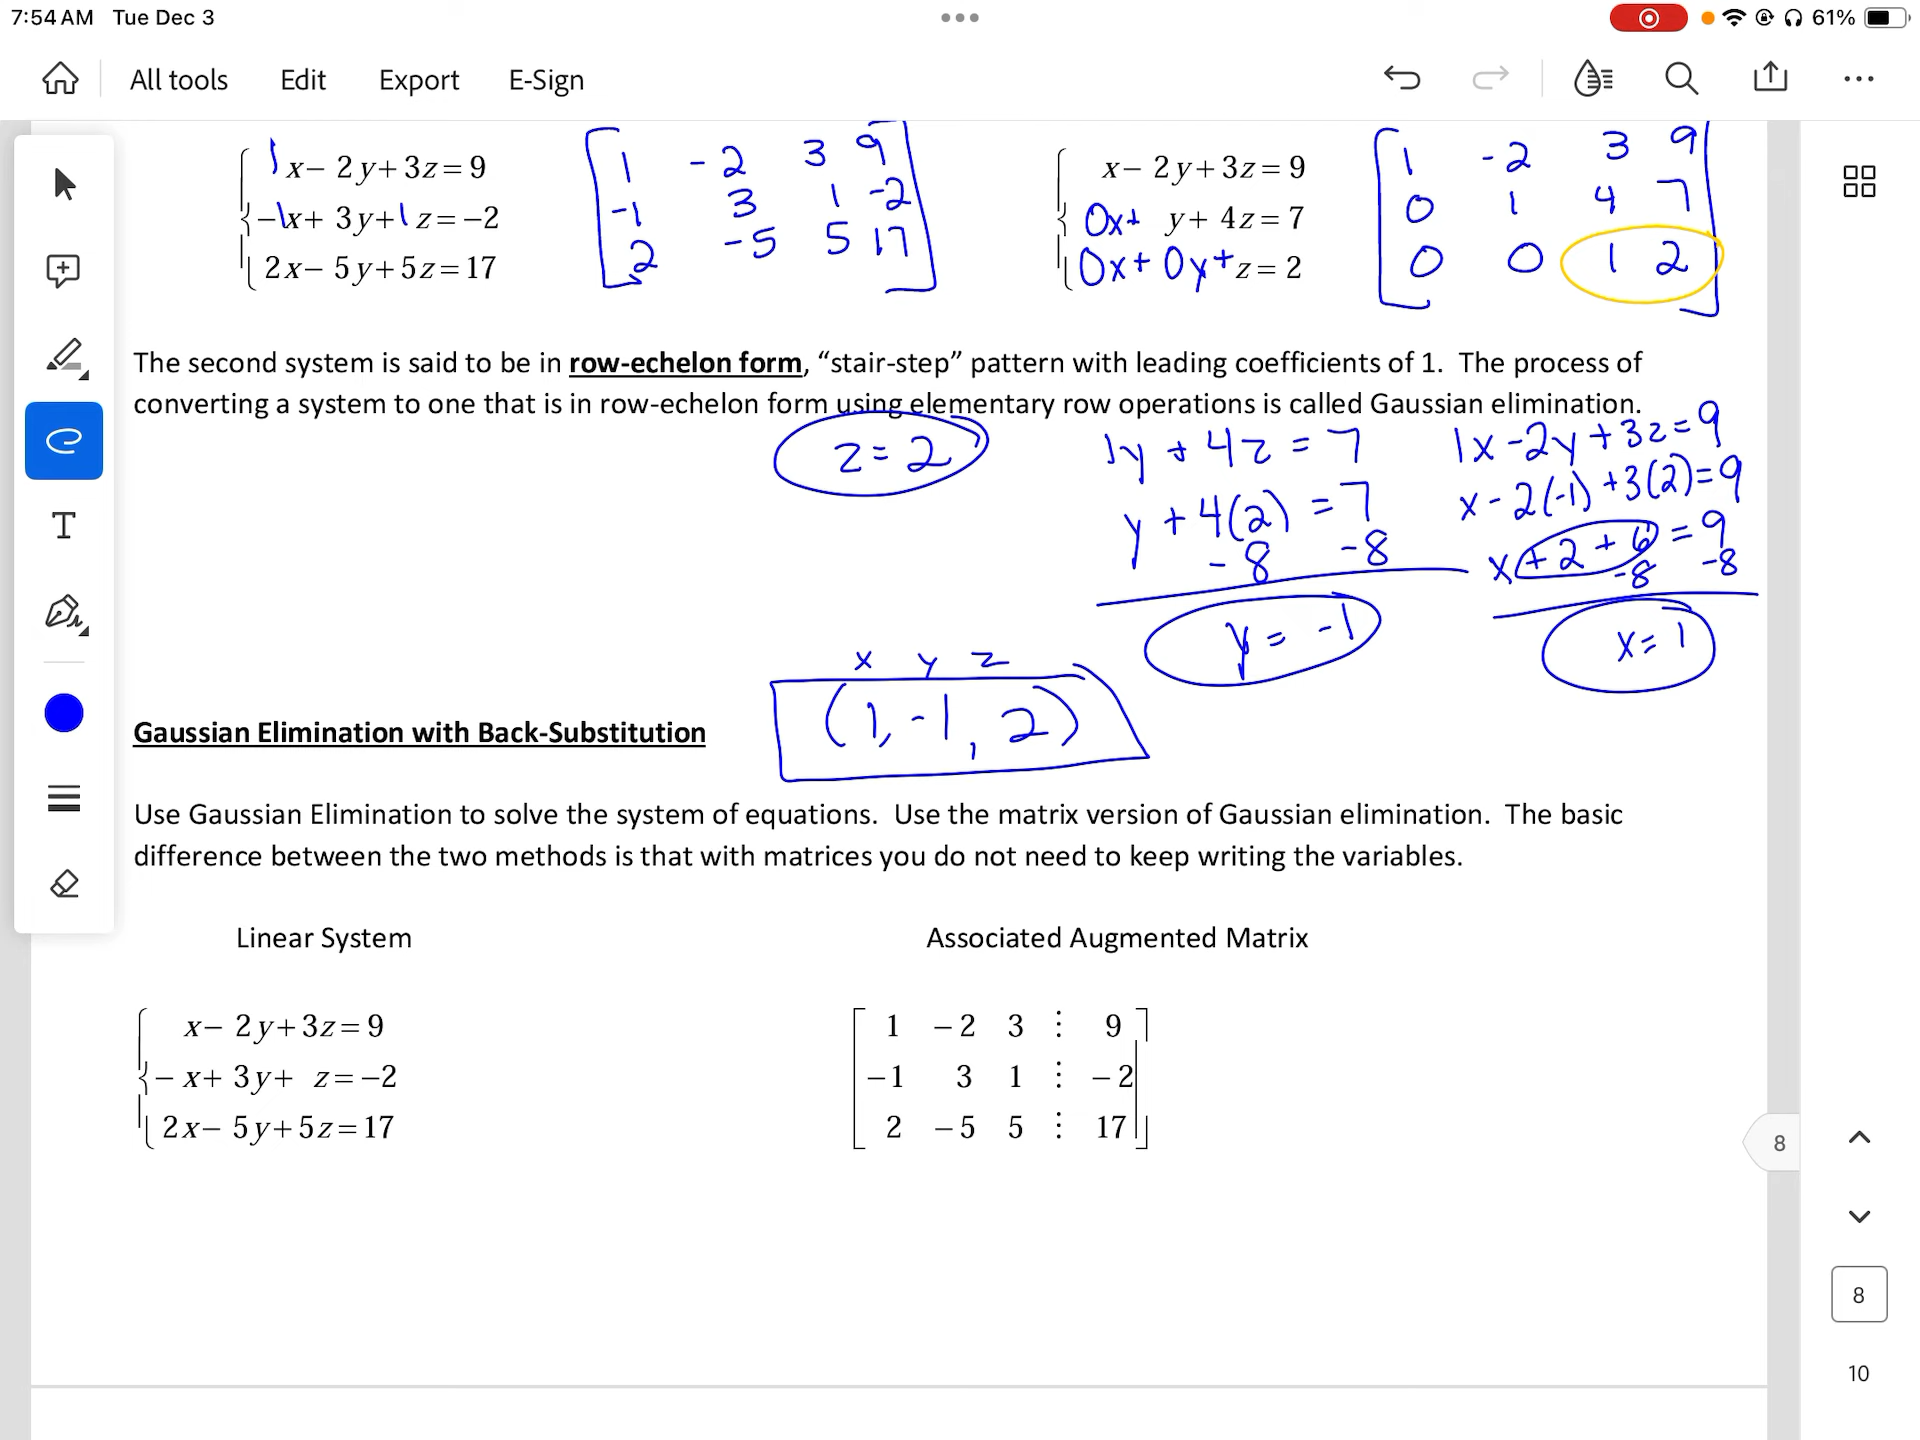 7:54 AM Tue Dec 3
61%
All tools Edit Export E-Sign
1x− 2y+3z=9
−1x+ 3y+1z=−2
2x− 5y+5z=17
1 -2 3 9
-1 3 1 -2
2 -5 5 17
x− 2y+3z=9
0x+ y+ 4z=7
0x+0y+z=2
1 -2 3 9
0 1 4 7
0 0 1 2
The second system is said to be in row-echelon form, “stair-step” pattern with leading coefficients of 1. The process of
converting a system to one that is in row-echelon form using elementary row operations is called Gaussian elimination.
z=2
1y+4z=7
y+4(2)=7
-8 -8
y=-1
1x-2y+3z=9
x-2(-1)+3(2)=9
x+2+6=9
-8 -8
x=1
x y z
(1,-1,2)
Gaussian Elimination with Back-Substitution
Use Gaussian Elimination to solve the system of equations. Use the matrix version of Gaussian elimination. The basic
difference between the two methods is that with matrices you do not need to keep writing the variables.
Linear System Associated Augmented Matrix
x− 2y+3z=9
−x+ 3y+ z=−2
2x− 5y+5z=17
1 −2 3 ⋮ 9
−1 3 1 ⋮ −2
2 −5 5 ⋮ 17
8
8
10